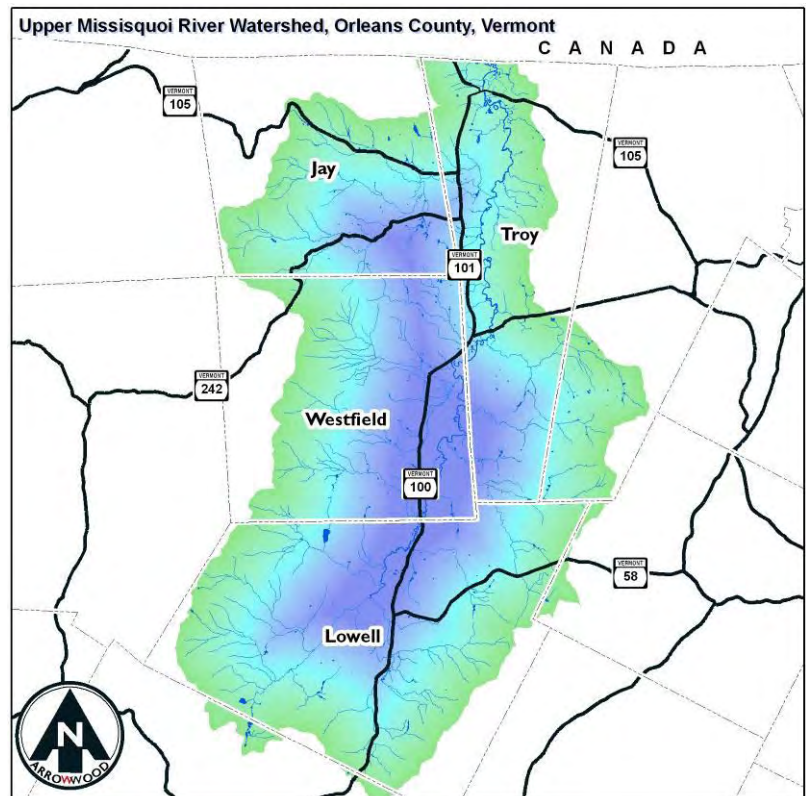 Upper Missisquoi River Watershed, Orleans County, Vermont
CANADA
VERMONT
105
VERMONT
105
Jay
Troy
VERMONT
101
VERMONT
242
Westfield
VERMONT
100
VERMONT
58
Lowell
N
ARROWWOOD